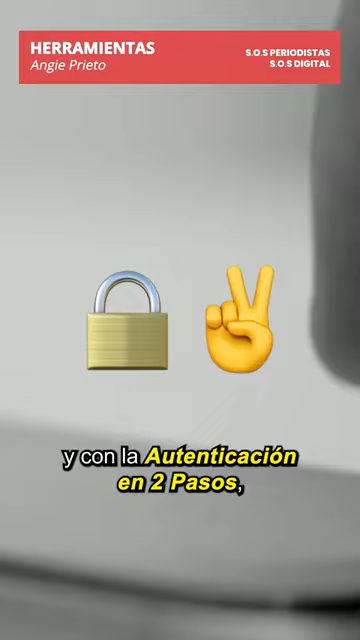 HERRAMIENTAS
Angie Prieto
S.O.S PERIODISTAS
S.O.S DIGITAL
y con la Autenticación
en 2 Pasos,